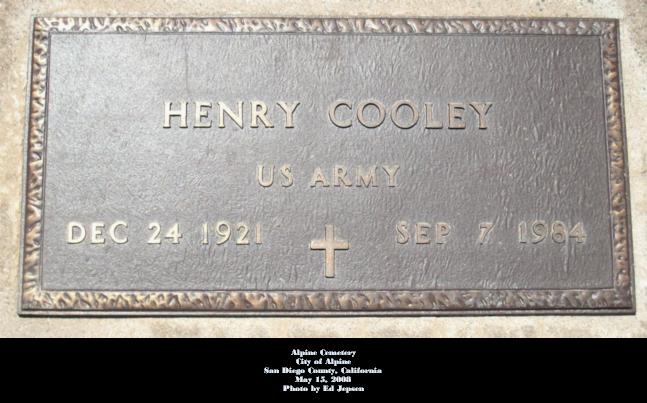 HENRY COOLEY
US ARMY
DEC 24 1921 SEP 7 1984
Alpine Cemetery
City of Alpine
San Diego County, California
May 15, 2008
Photo by Ed Jepsen